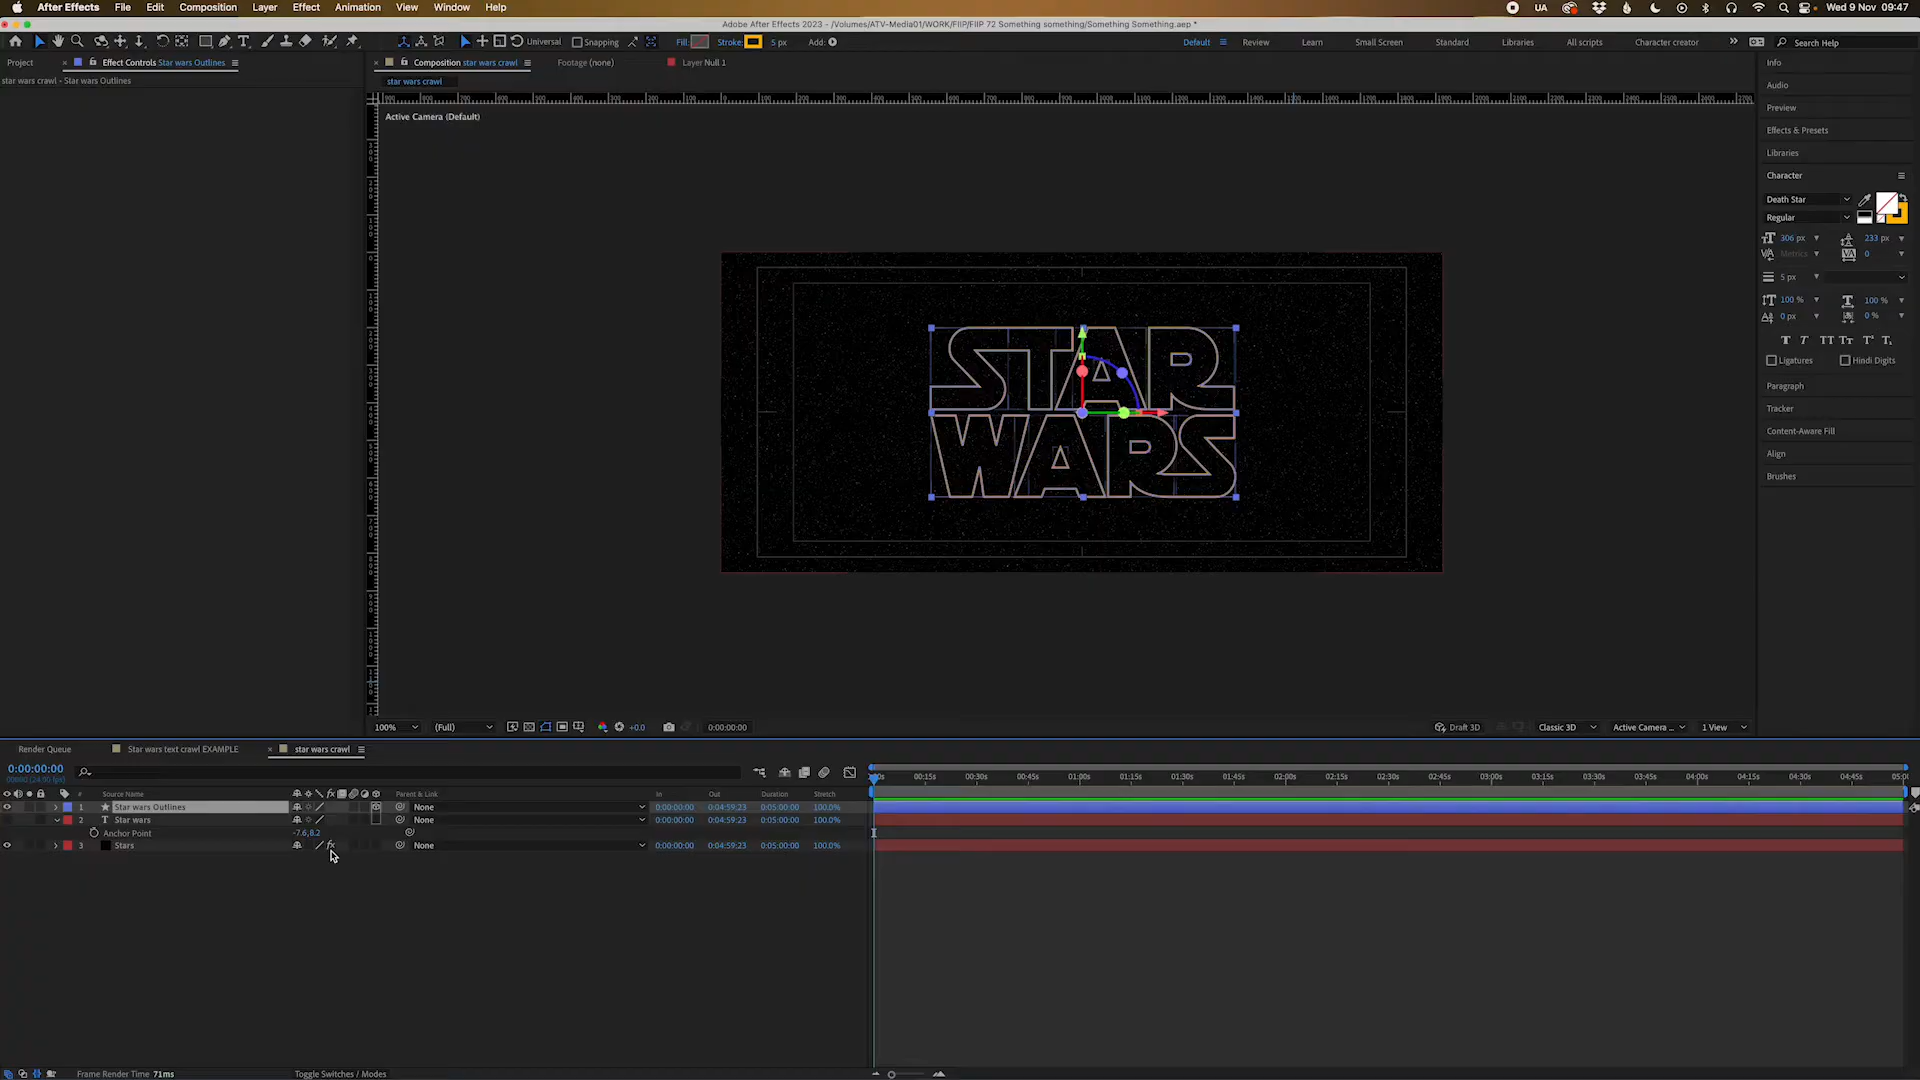 After Effects File Edit Composition Layer Effect Animation View Window Help UA Wed 9 Nov 09:47
Adobe After Effects 2023 - /Volumes/ATV-Media01/WORK/FIIP/FIIP 72 Something something/Something Something.aep *
Universal Snapping Fill: Stroke: 5 px Add: Default Review Learn Small Screen Standard Libraries All scripts Character creator Search Help
Project Effect Controls Star wars Outlines Composition star wars crawl Footage (none) Layer Null 1 Info
star wars crawl - Star wars Outlines star wars crawl Audio
Preview
Active Camera (Default)
Effects & Presets
Libraries
Character
Death Star
Regular
306 px 233 px
Metrics 0
5 px
100 % 100 %
0 px 0 %
Ligatures Hindi Digits
Paragraph
Tracker
Content-Aware Fill
Align
Brushes
STAR
WARS
100% (Full) +0.0 0:00:00:00 Draft 3D Classic 3D Active Camera ... 1 View
Render Queue Star wars text crawl EXAMPLE star wars crawl
0:00:00:00
00:15s 00:30s 00:45s 01:00s 01:15s 01:30s 01:45s 02:00s 02:15s 02:30s 02:45s 03:00s 03:15s 03:30s 03:45s 04:00s 04:15s 04:30s 04:45s
# Source Name Parent & Link In Out Duration Stretch
1 Star wars Outlines None 0:00:00:00 0:04:59:23 0:05:00:00 100.0%
2 T Star wars None 0:00:00:00 0:04:59:23 0:05:00:00 100.0%
Anchor Point -7.6,8.2
3 Stars fx None 0:00:00:00 0:04:59:23 0:05:00:00 100.0%
Frame Render Time 71ms Toggle Switches / Modes